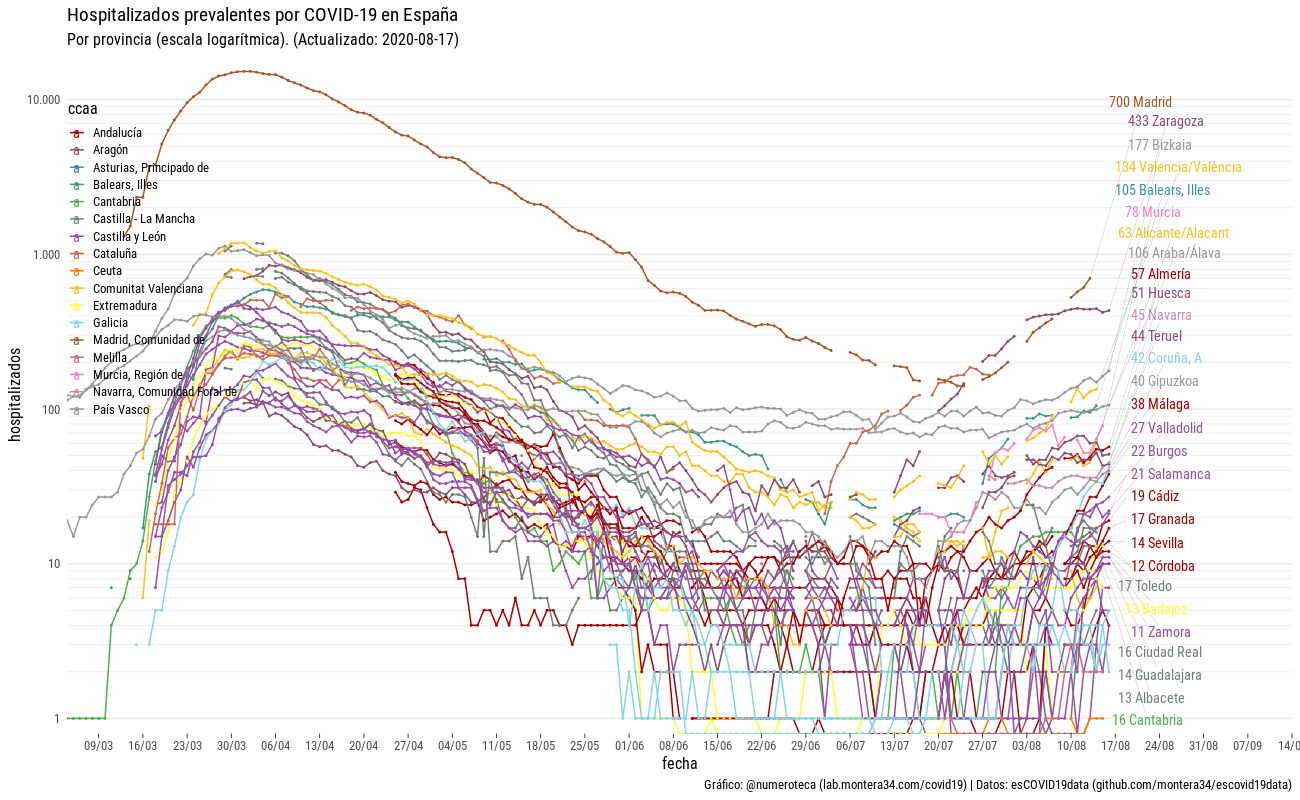 Hospitalizados prevalentes por COVID-19 en España
Por provincia (escala logarítmica). (Actualizado: 2020-08-17)
10.000
1.000
100
10
1
hospitalizados
ccaa
Andalucía
Aragón
Asturias, Principado de
Balears, Illes
Cantabria
Castilla - La Mancha
Castilla y León
Cataluña
Ceuta
Comunitat Valenciana
Extremadura
Galicia
Madrid, Comunidad de
Melilla
Murcia, Región de
Navarra, Comunidad Foral de
País Vasco
700 Madrid
433 Zaragoza
177 Bizkaia
134 Valencia/València
105 Balears, Illes
78 Murcia
63 Alicante/Alacant
106 Araba/Álava
57 Almería
51 Huesca
45 Navarra
44 Teruel
42 Coruña, A
40 Gipuzkoa
38 Málaga
27 Valladolid
22 Burgos
21 Salamanca
19 Cádiz
17 Granada
14 Sevilla
12 Córdoba
17 Toledo
13 Badajoz
11 Zamora
16 Ciudad Real
14 Guadalajara
13 Albacete
16 Cantabria
09/03 16/03 23/03 30/03 06/04 13/04 20/04 27/04 04/05 11/05 18/05 25/05 01/06 08/06 15/06 22/06 29/06 06/07 13/07 20/07 27/07 03/08 10/08 17/08 24/08 31/08 07/09 14/0
fecha
Gráfico: @numeroteca (lab.montera34.com/covid19) | Datos: esCOVID19data (github.com/montera34/escovid19data)